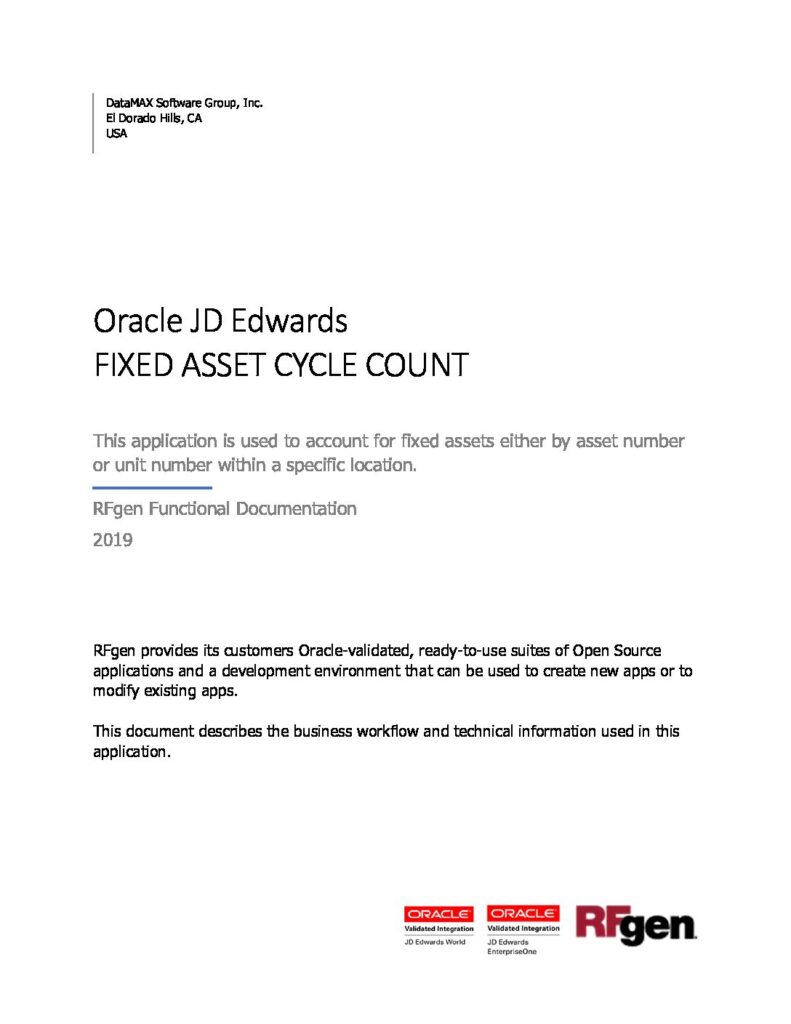 DataMAX Software Group, Inc.
El Dorado Hills, CA
USA
Oracle JD Edwards
FIXED ASSET CYCLE COUNT
This application is used to account for fixed assets either by asset number
or unit number within a specific location.
RFgen Functional Documentation
2019
RFgen provides its customers Oracle-validated, ready-to-use suites of Open Source
applications and a development environment that can be used to create new apps or to
modify existing apps.
This document describes the business workflow and technical information used in this
application.
ORACLE
Validated Integration
JD Edwards World
ORACLE
Validated Integration
JD Edwards
EnterpriseOne
RFgen